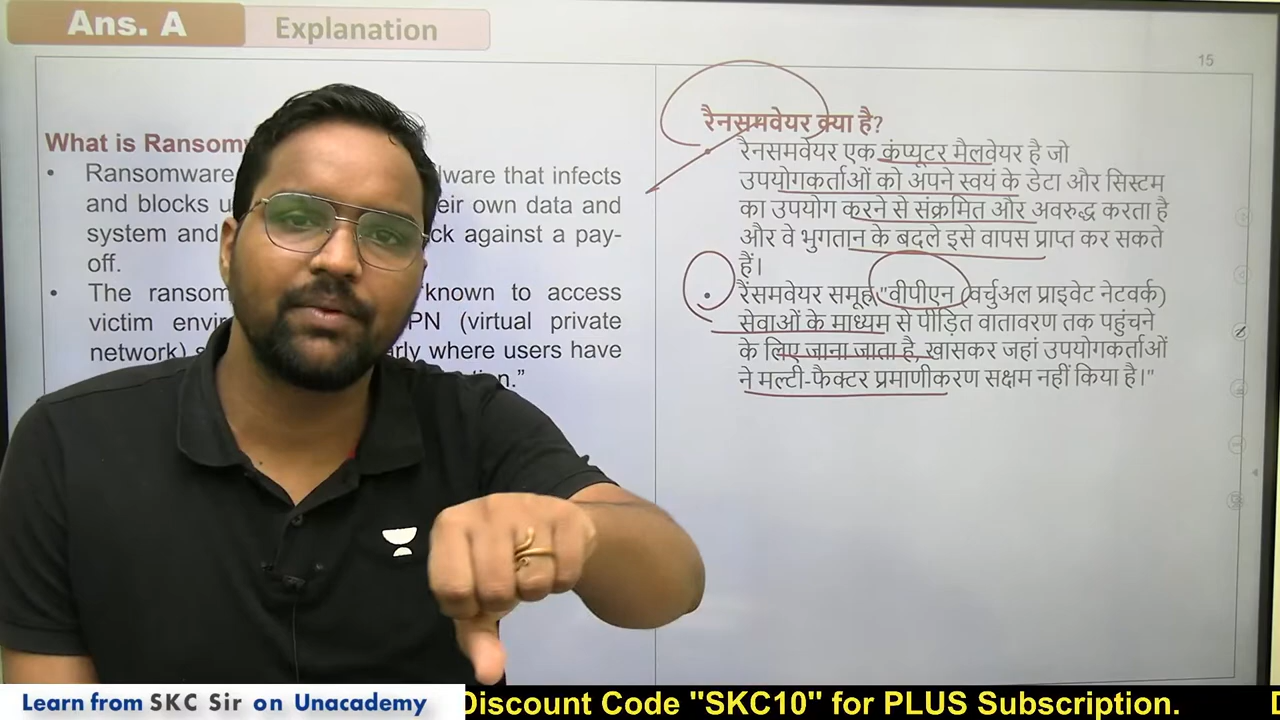 Ans. A
Explanation
15
What is Ransomw
• Ransomware lware that infects
and blocks u eir own data and
system and ck against a pay-
off.
• The ransom "known to access
victim envir PN (virtual private
network) s arly where users have
n.”
रैनसमवेयर क्या है?
• रैनसमवेयर एक कंप्यूटर मैलवेयर है जो
उपयोगकर्ताओं को अपने स्वयं के डेटा और सिस्टम
का उपयोग करने से संक्रमित और अवरुद्ध करता है
और वे भुगतान के बदले इसे वापस प्राप्त कर सकते
हैं।
• रैंसमवेयर समूह "वीपीएन (वर्चुअल प्राइवेट नेटवर्क)
सेवाओं के माध्यम से पीड़ित वातावरण तक पहुंचने
के लिए जाना जाता है, खासकर जहां उपयोगकर्ताओं
ने मल्टी-फैक्टर प्रमाणीकरण सक्षम नहीं किया है।"
Learn from SKC Sir on Unacademy
Discount Code "SKC10" for PLUS Subscription.